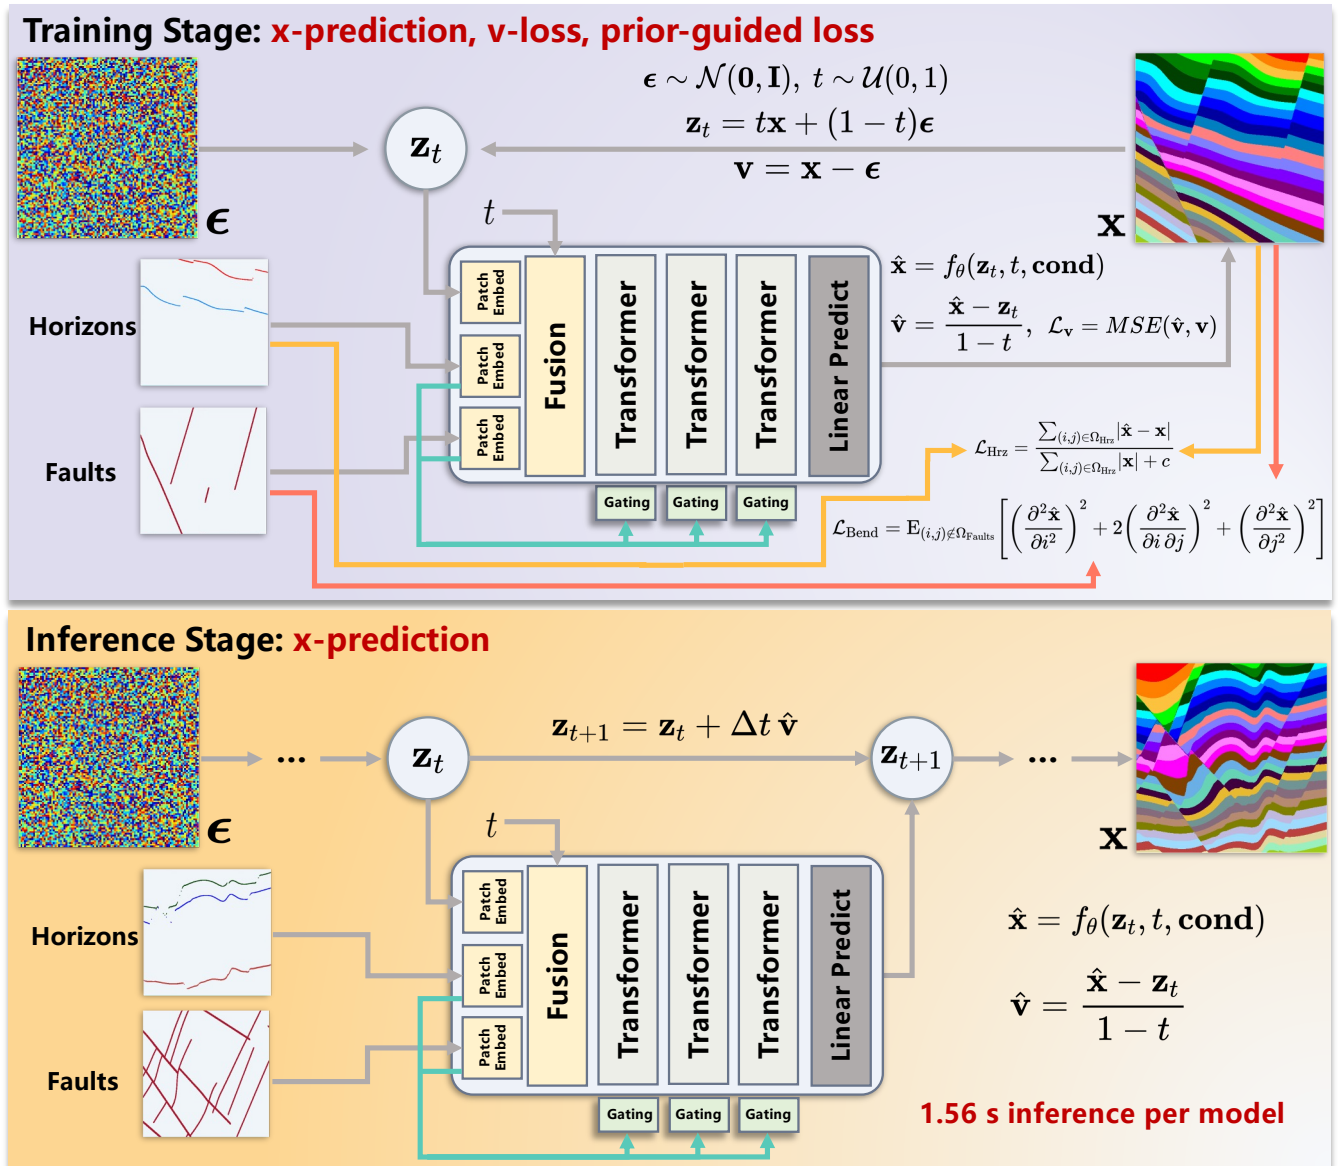 Training Stage: x-prediction, v-loss, prior-guided loss
ϵ ∼ 𝒩(0, I), t ∼ 𝒰(0, 1)
z_t = tx + (1 − t)ϵ
v = x − ϵ
z_t
ϵ
x
t
Horizons
Faults
Patch Embed
Patch Embed
Patch Embed
Fusion
Transformer
Transformer
Transformer
Linear Predict
Gating
Gating
Gating
x̂ = f_θ(z_t, t, cond)
v̂ = (x̂ − z_t)/(1 − t), ℒ_v = MSE(v̂, v)
ℒ_Hrz = (∑_{(i,j)∈Ω_Hrz} |x̂ − x|)/(∑_{(i,j)∈Ω_Hrz} |x| + c)
ℒ_Bend = E_{(i,j)∉Ω_Faults} [(∂²x̂/∂i²)² + 2(∂²x̂/∂i ∂j)² + (∂²x̂/∂j²)²]
Inference Stage: x-prediction
z_{t+1} = z_t + Δt v̂
...
z_t
z_{t+1}
...
ϵ
x
t
Horizons
Faults
Patch Embed
Patch Embed
Patch Embed
Fusion
Transformer
Transformer
Transformer
Linear Predict
Gating
Gating
Gating
x̂ = f_θ(z_t, t, cond)
v̂ = (x̂ − z_t)/(1 − t)
1.56 s inference per model